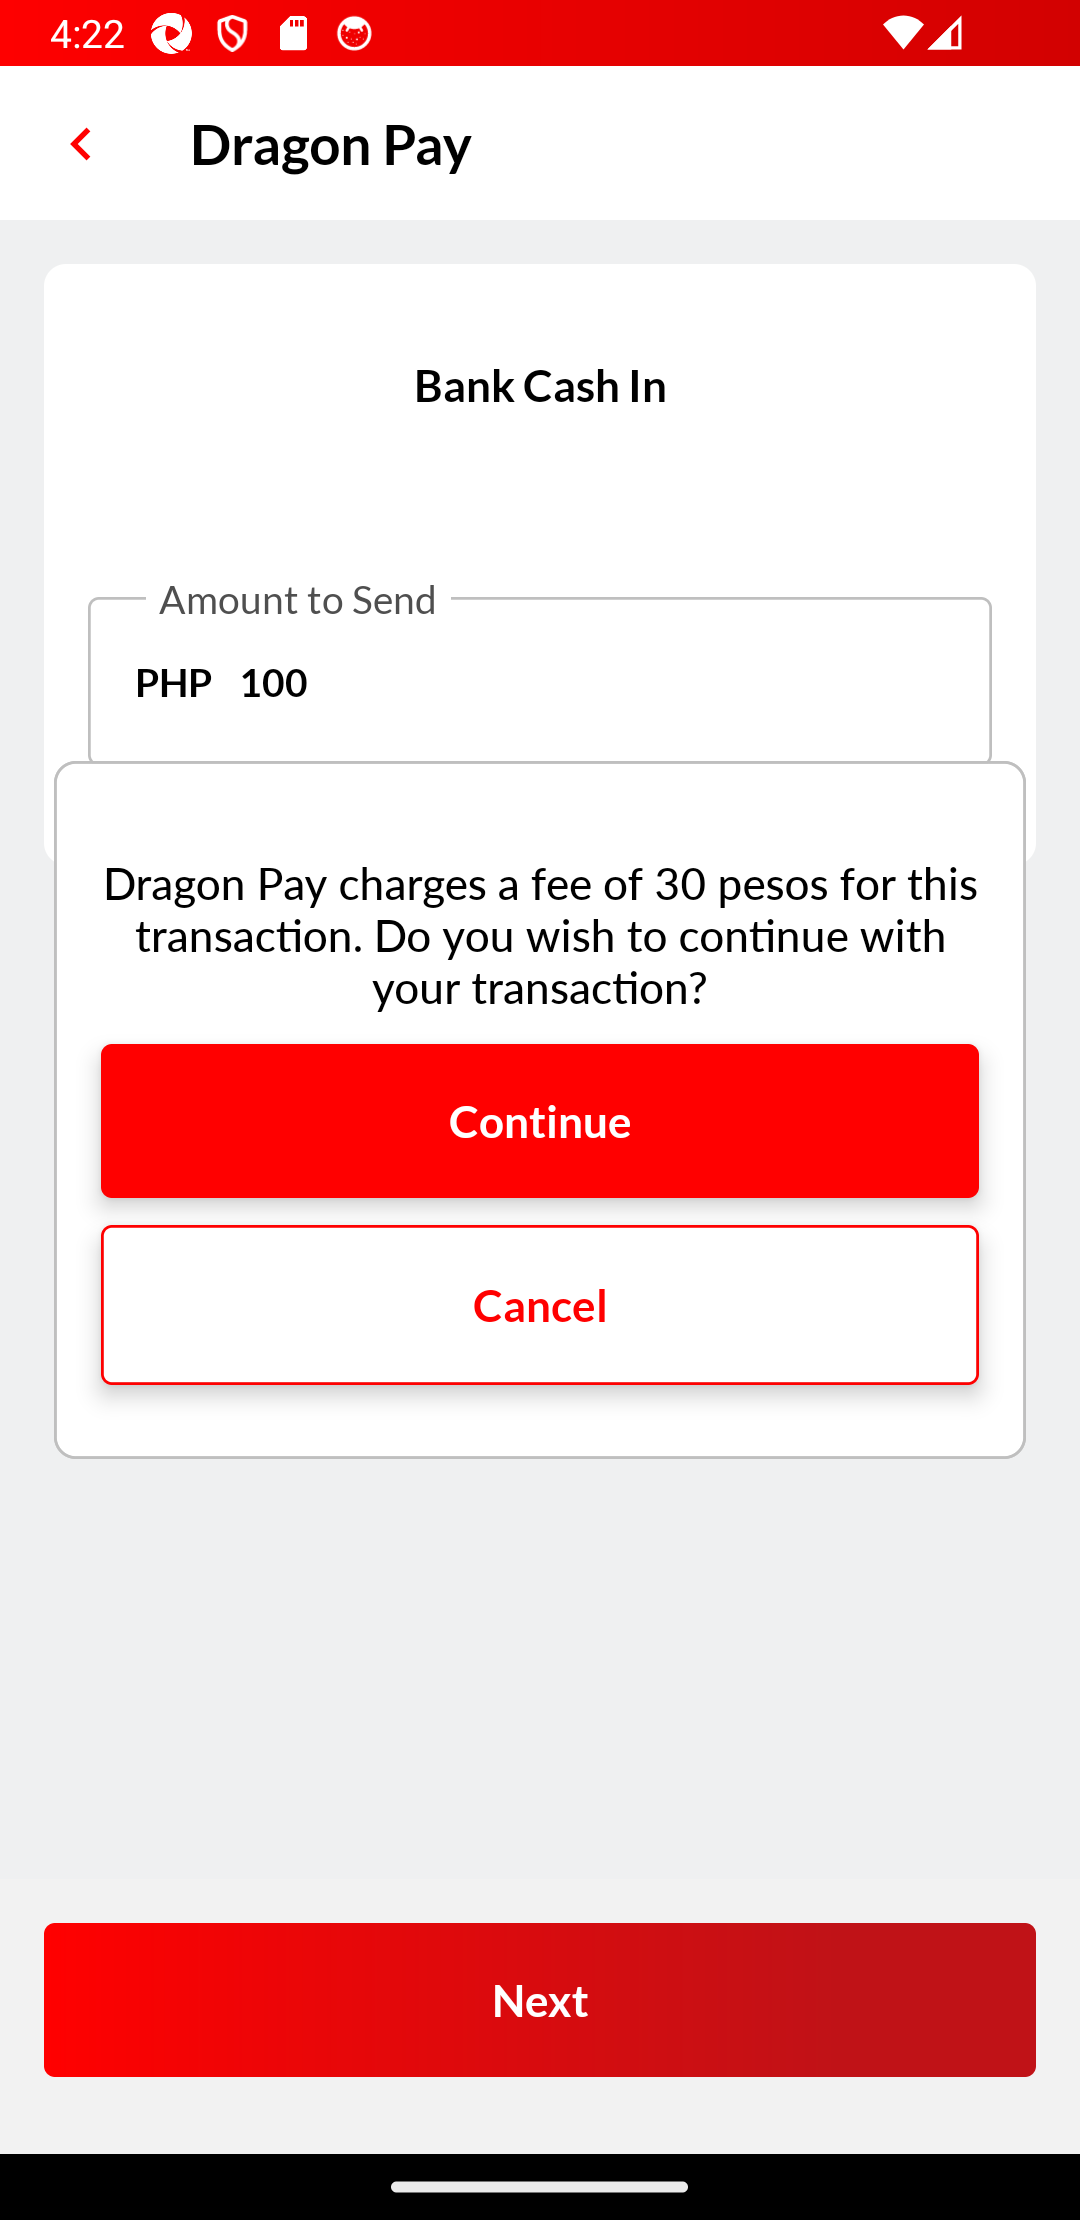 4:22
Dragon Pay
Bank Cash In
Amount to Send
PHP 100
Dragon Pay charges a fee of 30 pesos for this
transaction. Do you wish to continue with
your transaction?
Continue
Cancel
Next